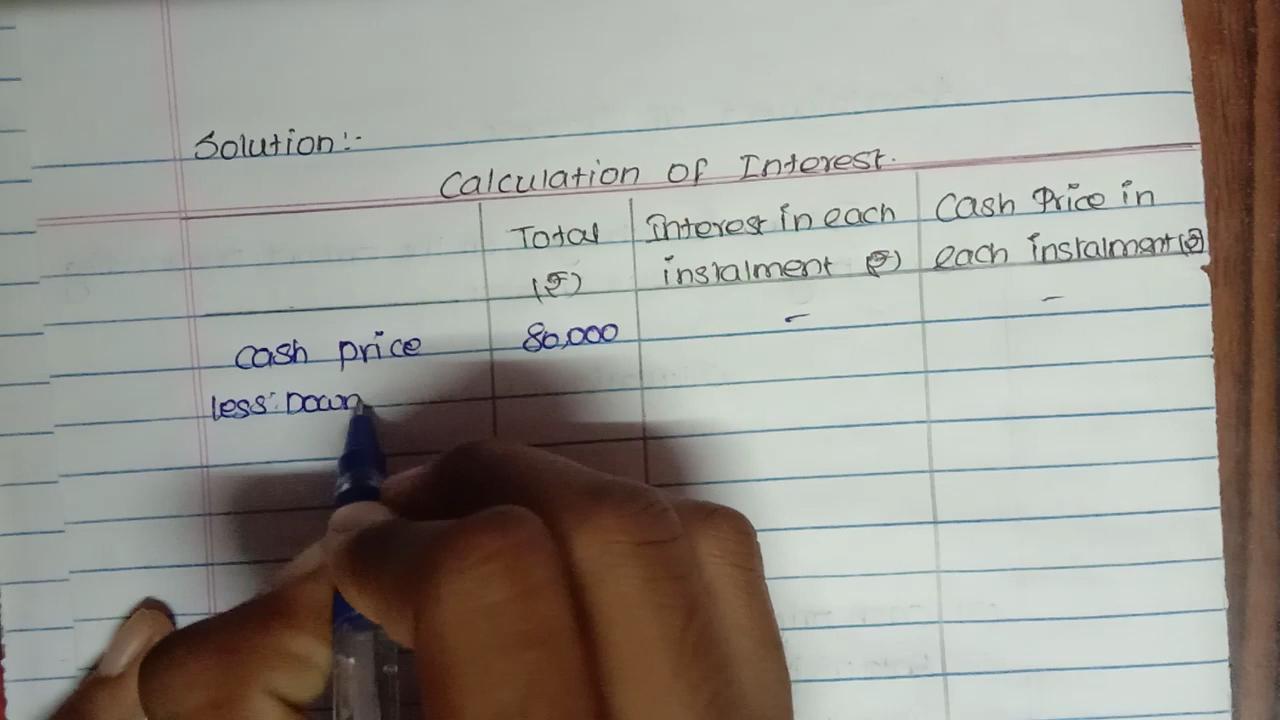 Solution:-
Calculation of Interest.
Total (₹) Interest in each instalment (₹) Cash Price in each instalment (₹)
Cash price 80,000 - -
less: Down